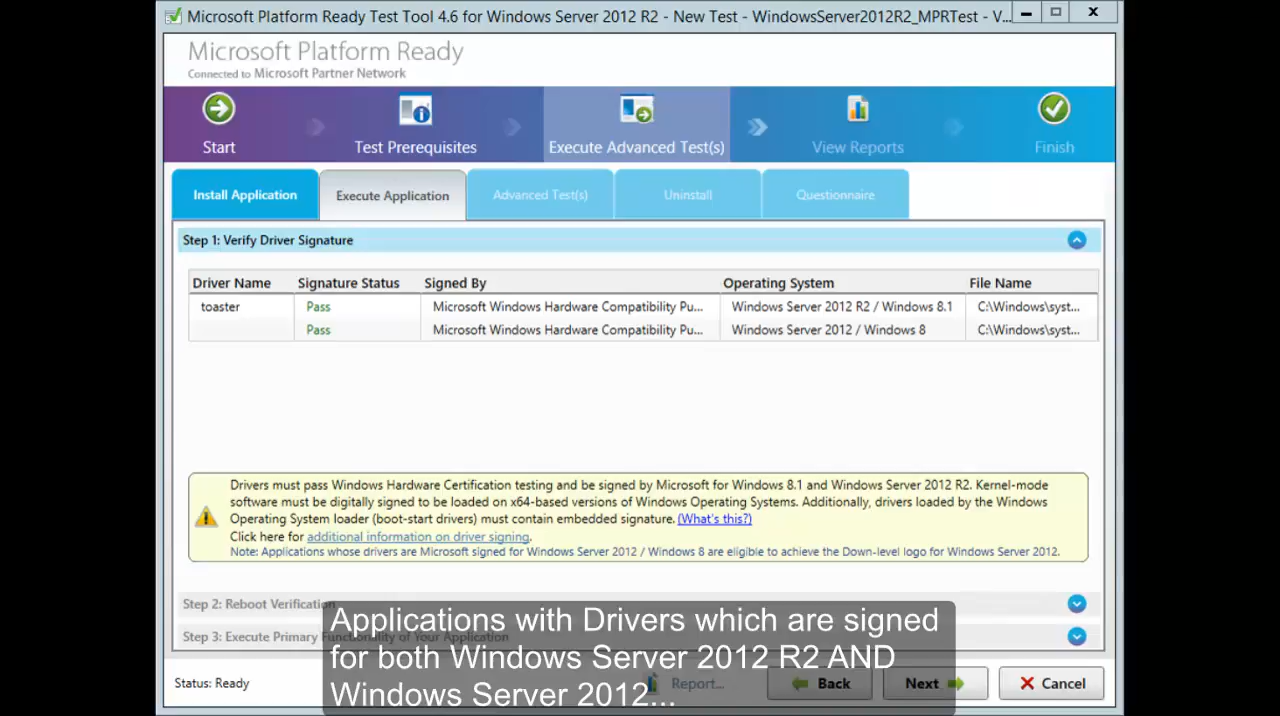 Microsoft Platform Ready Test Tool 4.6 for Windows Server 2012 R2 - New Test - WindowsServer2012R2_MPRTest - V...
Microsoft Platform Ready
Connected to Microsoft Partner Network
Start
Test Prerequisites
Execute Advanced Test(s)
View Reports
Finish
Install Application
Execute Application
Advanced Test(s)
Uninstall
Questionnaire
Step 1: Verify Driver Signature
Driver Name Signature Status Signed By Operating System File Name
toaster Pass Microsoft Windows Hardware Compatibility Pu... Windows Server 2012 R2 / Windows 8.1 C:\Windows\syst...
Pass Microsoft Windows Hardware Compatibility Pu... Windows Server 2012 / Windows 8 C:\Windows\syst...
Drivers must pass Windows Hardware Certification testing and be signed by Microsoft for Windows 8.1 and Windows Server 2012 R2. Kernel-mode
software must be digitally signed to be loaded on x64-based versions of Windows Operating Systems. Additionally, drivers loaded by the Windows
Operating System loader (boot-start drivers) must contain embedded signature. (What's this?)
Click here for additional information on driver signing.
Note: Applications whose drivers are Microsoft signed for Windows Server 2012 / Windows 8 are eligible to achieve the Down-level logo for Windows Server 2012.
Step 2: Reboot Verification
Step 3: Execute Primary Functionality of Your Application
Applications with Drivers which are signed
for both Windows Server 2012 R2 AND
Windows Server 2012...
Status: Ready
Report...
Back
Next
Cancel